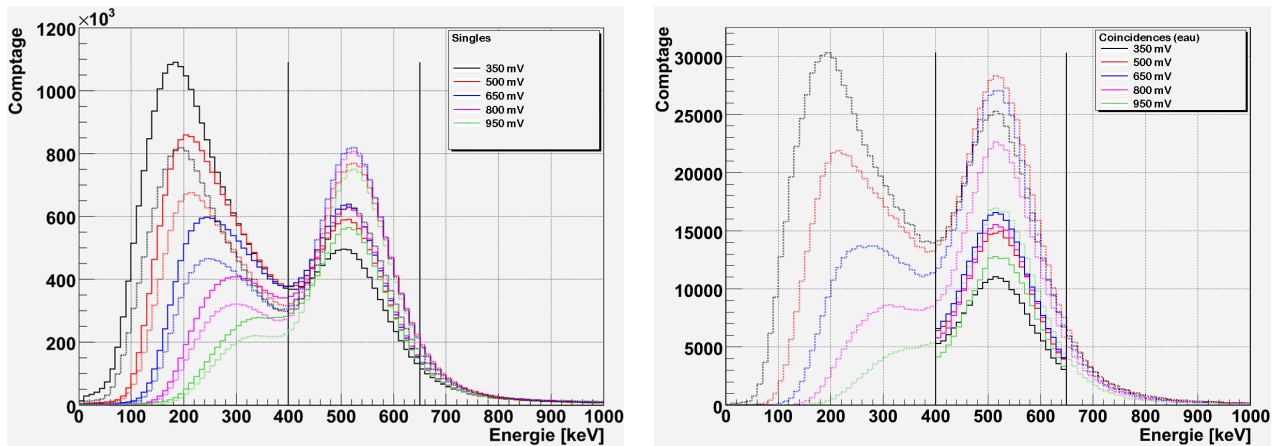 ×10³
1200
1000
800
600
400
200
0
Comptage
Singles
350 mV
500 mV
650 mV
800 mV
950 mV
0 100 200 300 400 500 600 700 800 900 1000
Energie [keV]
30000
25000
20000
15000
10000
5000
0
Comptage
Coincidences (eau)
350 mV
500 mV
650 mV
800 mV
950 mV
0 100 200 300 400 500 600 700 800 900 1000
Energie [keV]